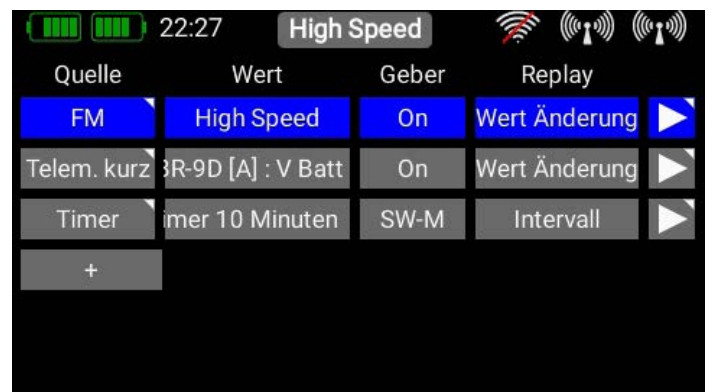 22:27 High Speed
Quelle Wert Geber Replay
FM High Speed On Wert Änderung
Telem. kurz R-9D [A] : V Batt On Wert Änderung
Timer imer 10 Minuten SW-M Intervall
+